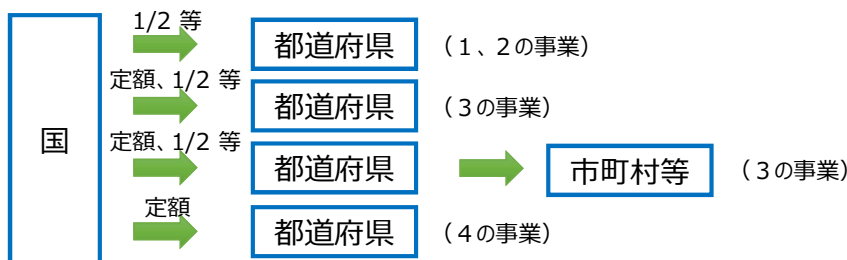 1/2 等
都道府県 （１、２の事業）
定額、1/2 等
都道府県 （３の事業）
国
定額、1/2 等
都道府県 市町村等 （３の事業）
定額
都道府県 （４の事業）